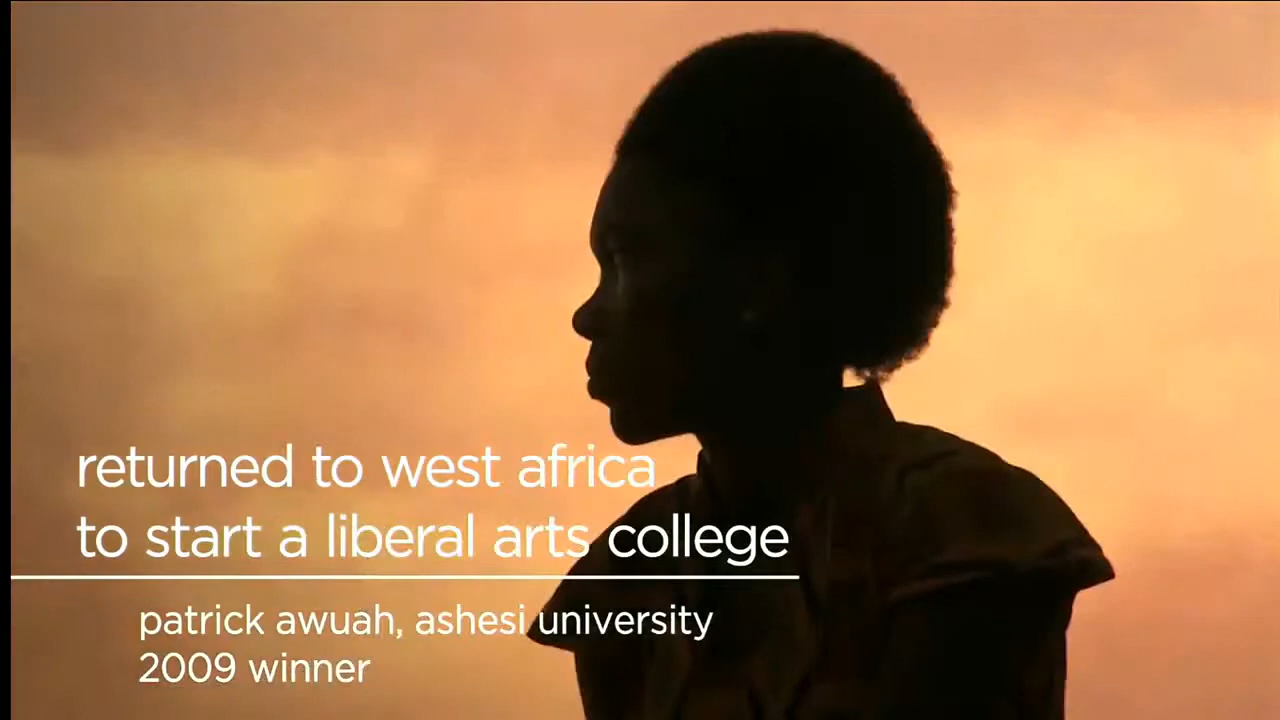 returned to west africa
to start a liberal arts college
patrick awuah, ashesi university
2009 winner